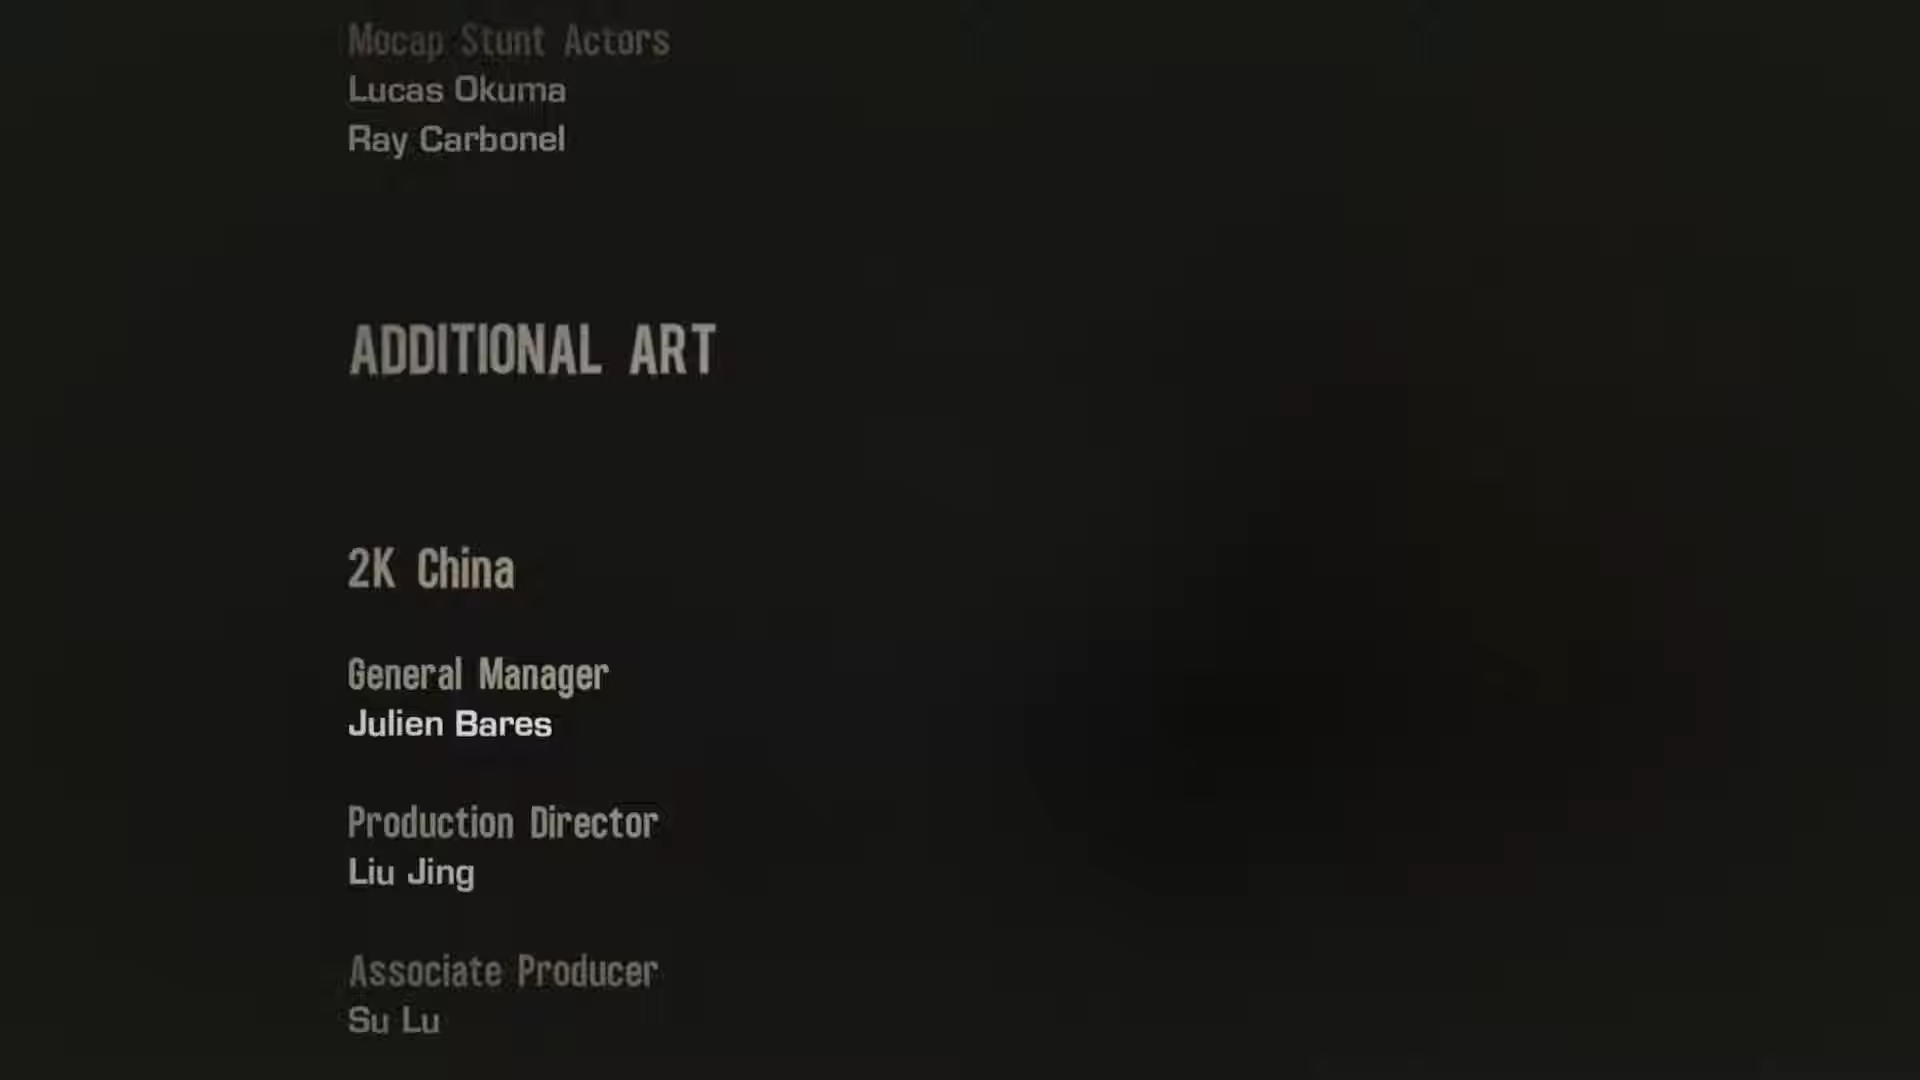 Mocap Stunt Actors
Lucas Okuma
Ray Carbonel
ADDITIONAL ART
2K China
General Manager
Julien Bares
Production Director
Liu Jing
Associate Producer
Su Lu